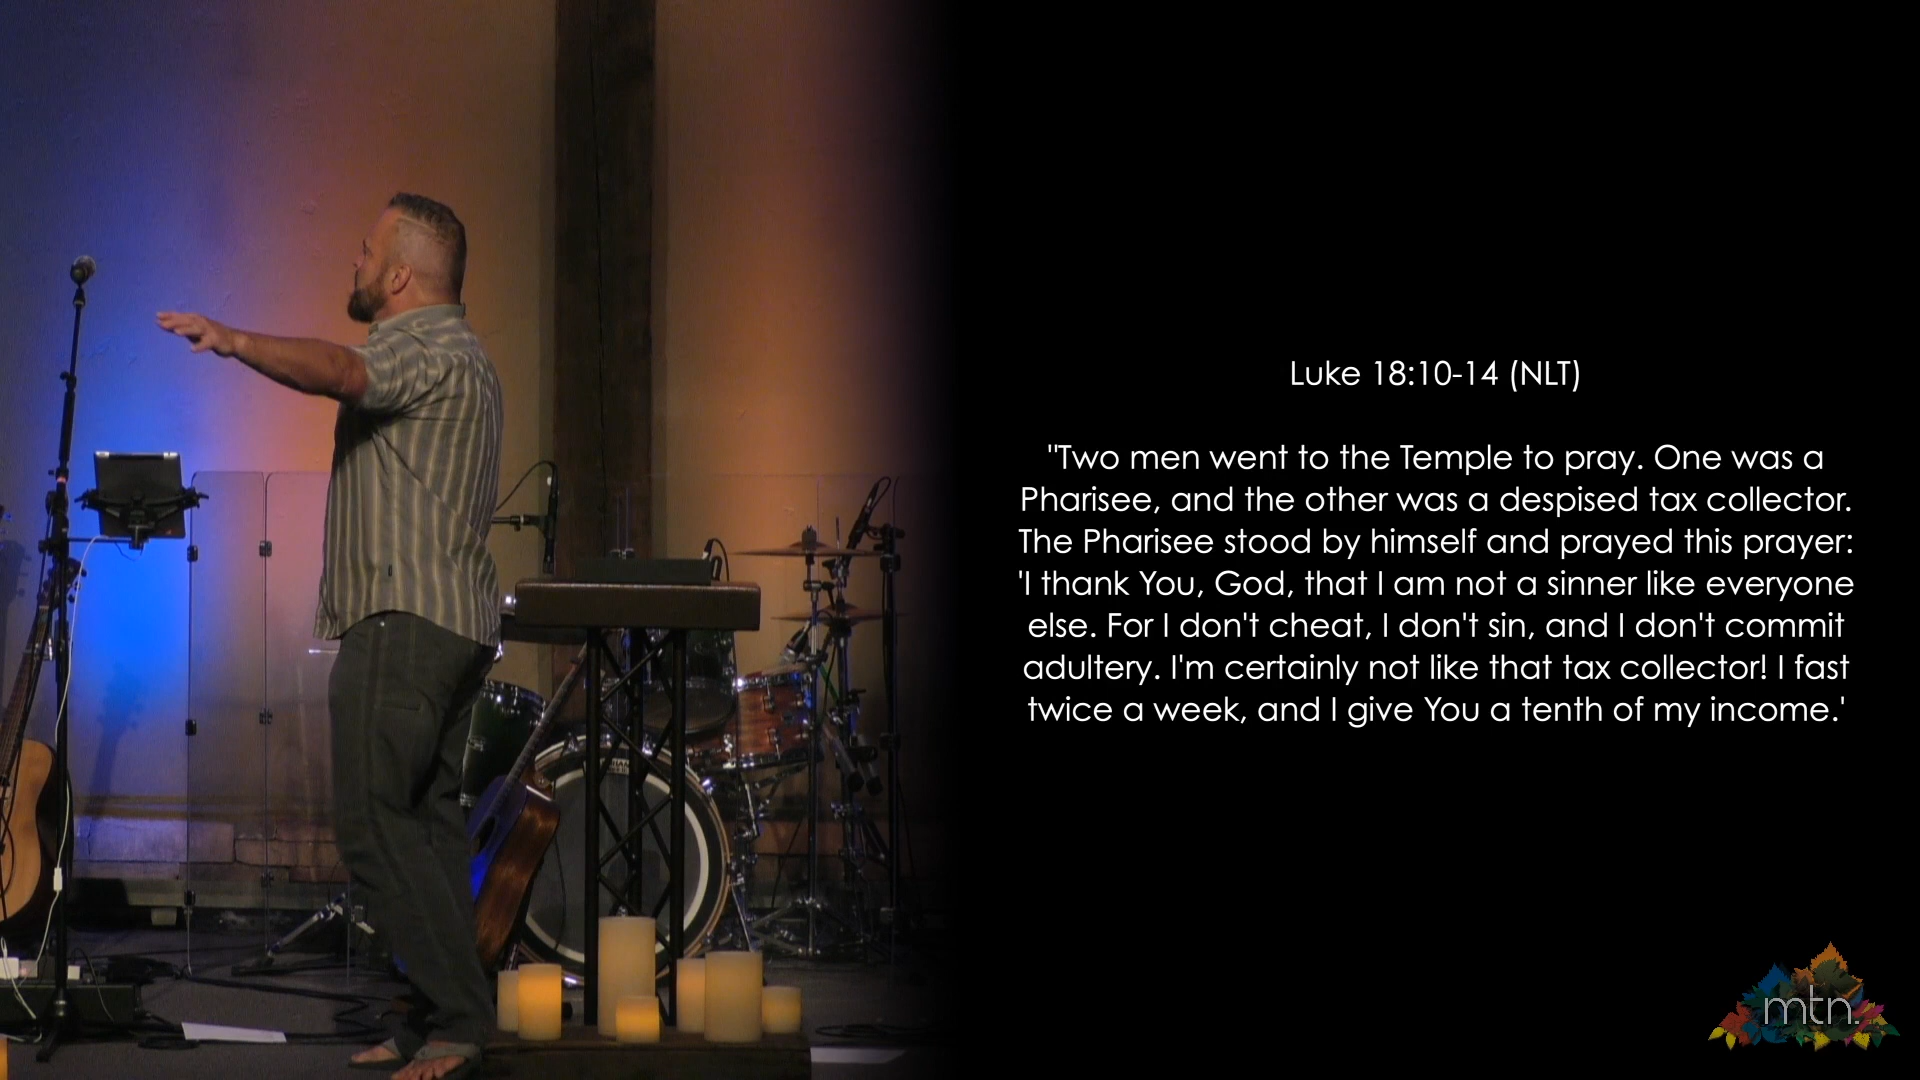 Luke 18:10-14 (NLT)
"Two men went to the Temple to pray. One was a
Pharisee, and the other was a despised tax collector.
The Pharisee stood by himself and prayed this prayer:
'I thank You, God, that I am not a sinner like everyone
else. For I don't cheat, I don't sin, and I don't commit
adultery. I'm certainly not like that tax collector! I fast
twice a week, and I give You a tenth of my income.'
mtn.